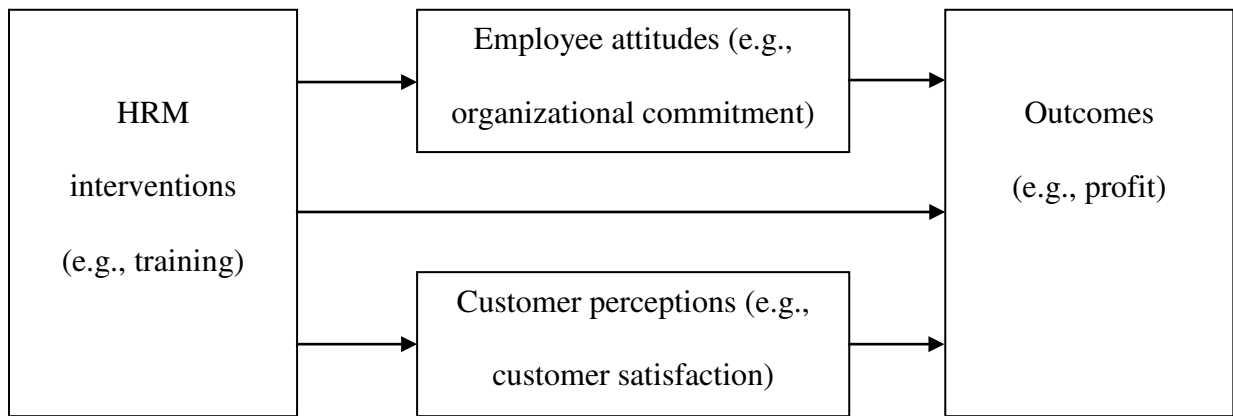 HRM
interventions
(e.g., training)
Employee attitudes (e.g.,
organizational commitment)
Customer perceptions (e.g.,
customer satisfaction)
Outcomes
(e.g., profit)